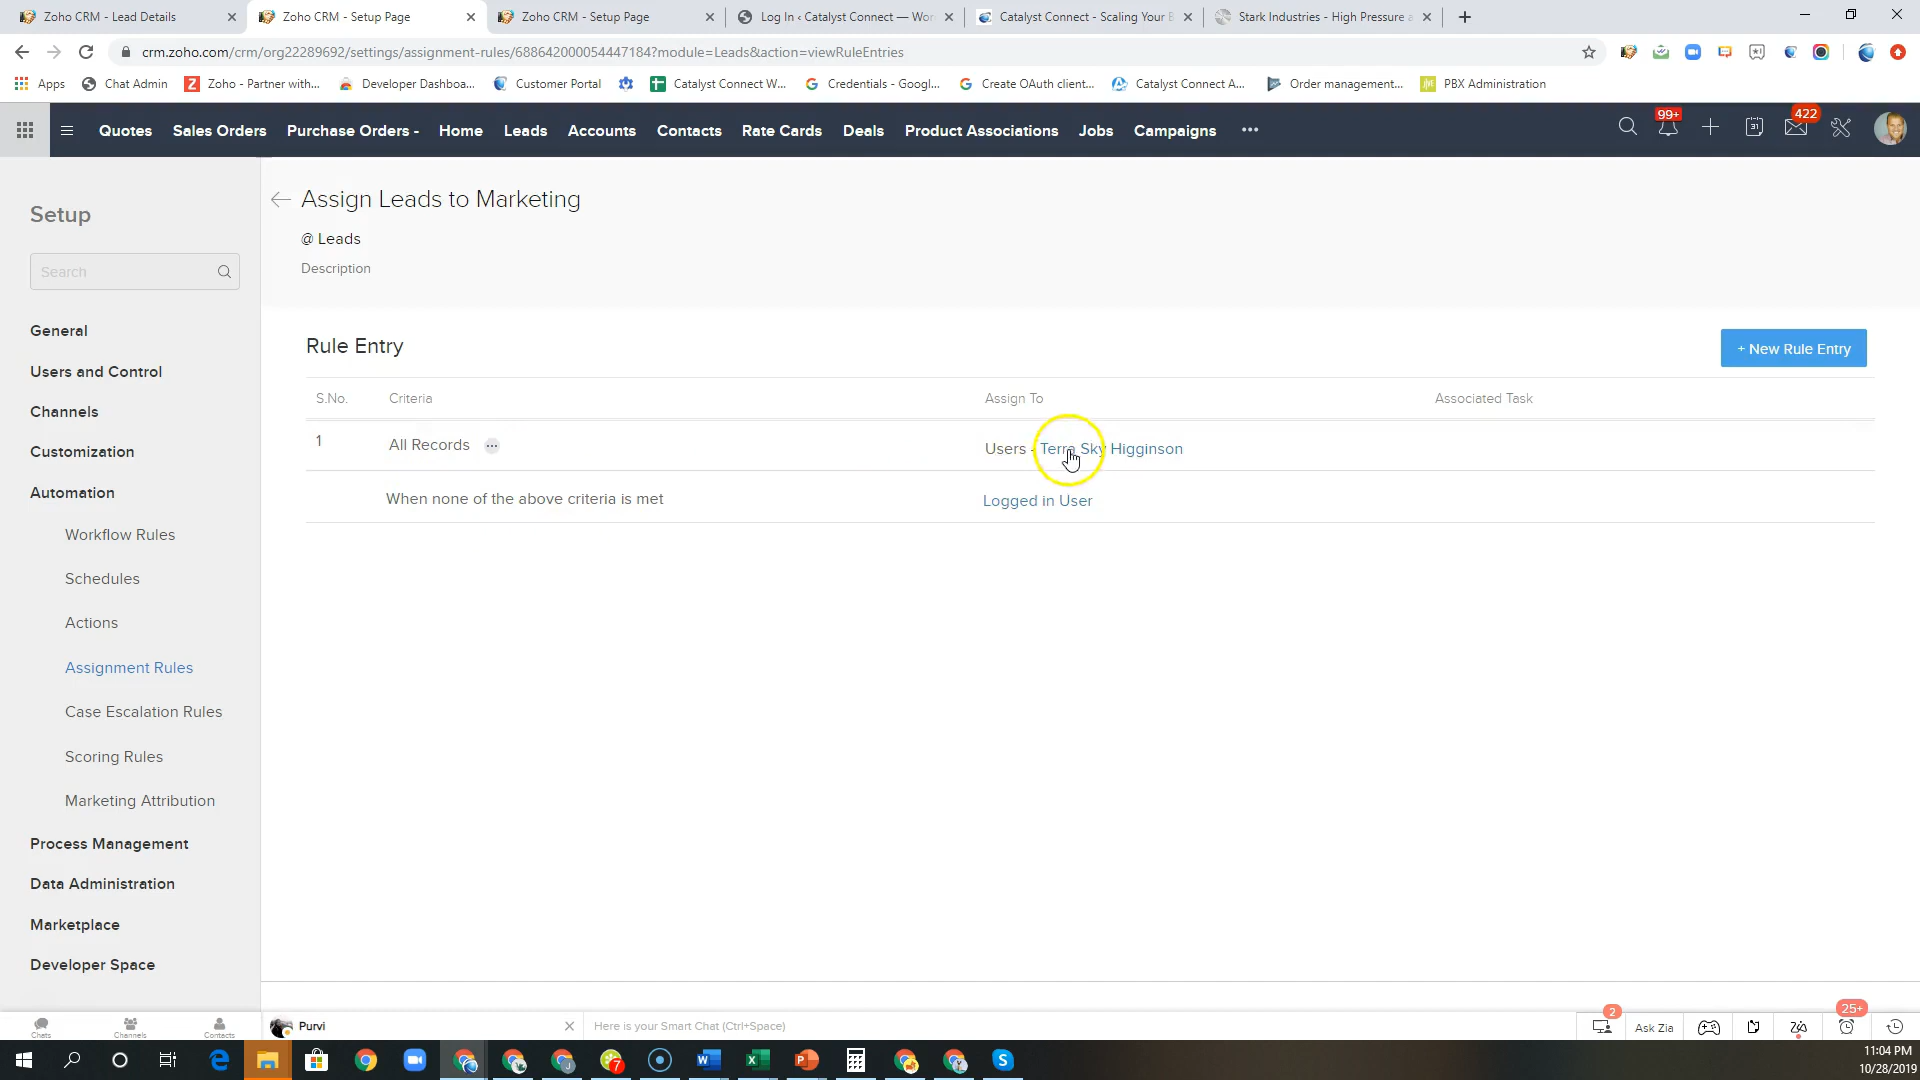 Zoho CRM - Lead Details
Zoho CRM - Setup Page
Zoho CRM - Setup Page
Log In ‹ Catalyst Connect — Wor
Catalyst Connect - Scaling Your B
Stark Industries - High Pressure a
crm.zoho.com/crm/org22289692/settings/assignment-rules/688642000054447184?module=Leads&action=viewRuleEntries
Apps
Chat Admin
Zoho - Partner with...
Developer Dashboa...
Customer Portal
Catalyst Connect W...
Credentials - Googl...
Create OAuth client...
Catalyst Connect A...
Order management...
PBX Administration
Quotes
Sales Orders
Purchase Orders -
Home
Leads
Accounts
Contacts
Rate Cards
Deals
Product Associations
Jobs
Campaigns
99+
31
422
Setup
Search
General
Users and Control
Channels
Customization
Automation
Workflow Rules
Schedules
Actions
Assignment Rules
Case Escalation Rules
Scoring Rules
Marketing Attribution
Process Management
Data Administration
Marketplace
Developer Space
Assign Leads to Marketing
@ Leads
Description
Rule Entry
+ New Rule Entry
S.No.
Criteria
Assign To
Associated Task
1
All Records
Users - Terra Sky Higginson
When none of the above criteria is met
Logged in User
Chats
Channels
Contacts
Purvi
Here is your Smart Chat (Ctrl+Space)
2
Ask Zia
25+
7
11:04 PM
10/28/2019